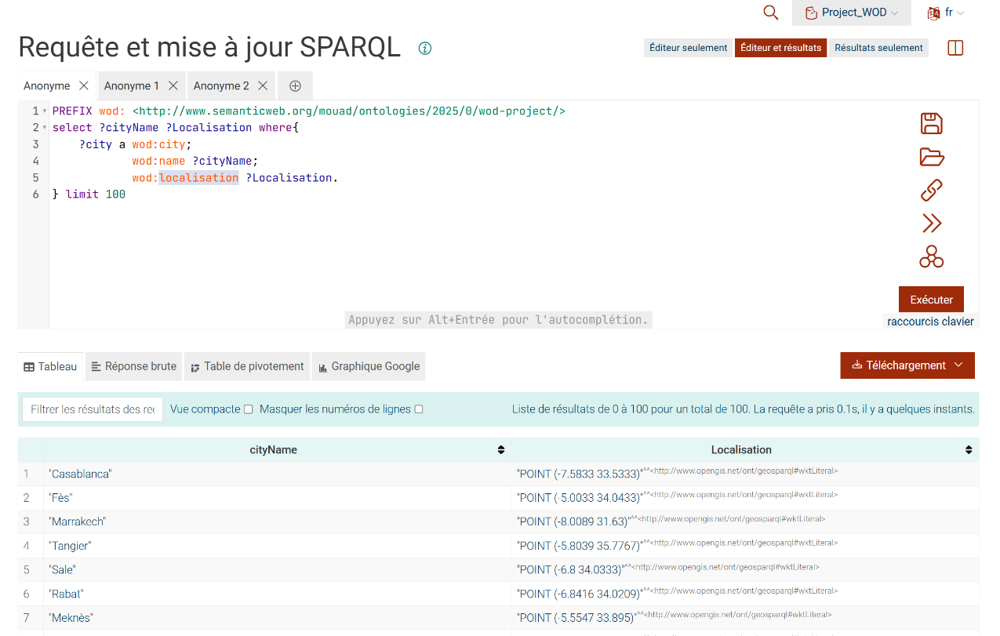 Project_WOD
fr
Requête et mise à jour SPARQL
Éditeur seulement
Éditeur et résultats
Résultats seulement
Anonyme
Anonyme 1
Anonyme 2
1 PREFIX wod: <http://www.semanticweb.org/mouad/ontologies/2025/0/wod-project/>
2 select ?cityName ?Localisation where{
3 ?city a wod:city;
4 wod:name ?cityName;
5 wod:localisation ?Localisation.
6 } limit 100
Exécuter
Appuyez sur Alt+Entrée pour l'autocomplétion.
raccourcis clavier
Tableau
Réponse brute
Table de pivotement
Graphique Google
Téléchargement
Filtrer les résultats des rec
Vue compacte
Masquer les numéros de lignes
Liste de résultats de 0 à 100 pour un total de 100. La requête a pris 0.1s, il y a quelques instants.
cityName Localisation
1 "Casablanca" "POINT (-7.5833 33.5333)"^^<http://www.opengis.net/ont/geosparql#wktLiteral>
2 "Fès" "POINT (-5.0033 34.0433)"^^<http://www.opengis.net/ont/geosparql#wktLiteral>
3 "Marrakech" "POINT (-8.0089 31.63)"^^<http://www.opengis.net/ont/geosparql#wktLiteral>
4 "Tangier" "POINT (-5.8039 35.7767)"^^<http://www.opengis.net/ont/geosparql#wktLiteral>
5 "Sale" "POINT (-6.8 34.0333)"^^<http://www.opengis.net/ont/geosparql#wktLiteral>
6 "Rabat" "POINT (-6.8416 34.0209)"^^<http://www.opengis.net/ont/geosparql#wktLiteral>
7 "Meknès" "POINT (-5.5547 33.895)"^^<http://www.opengis.net/ont/geosparql#wktLiteral>